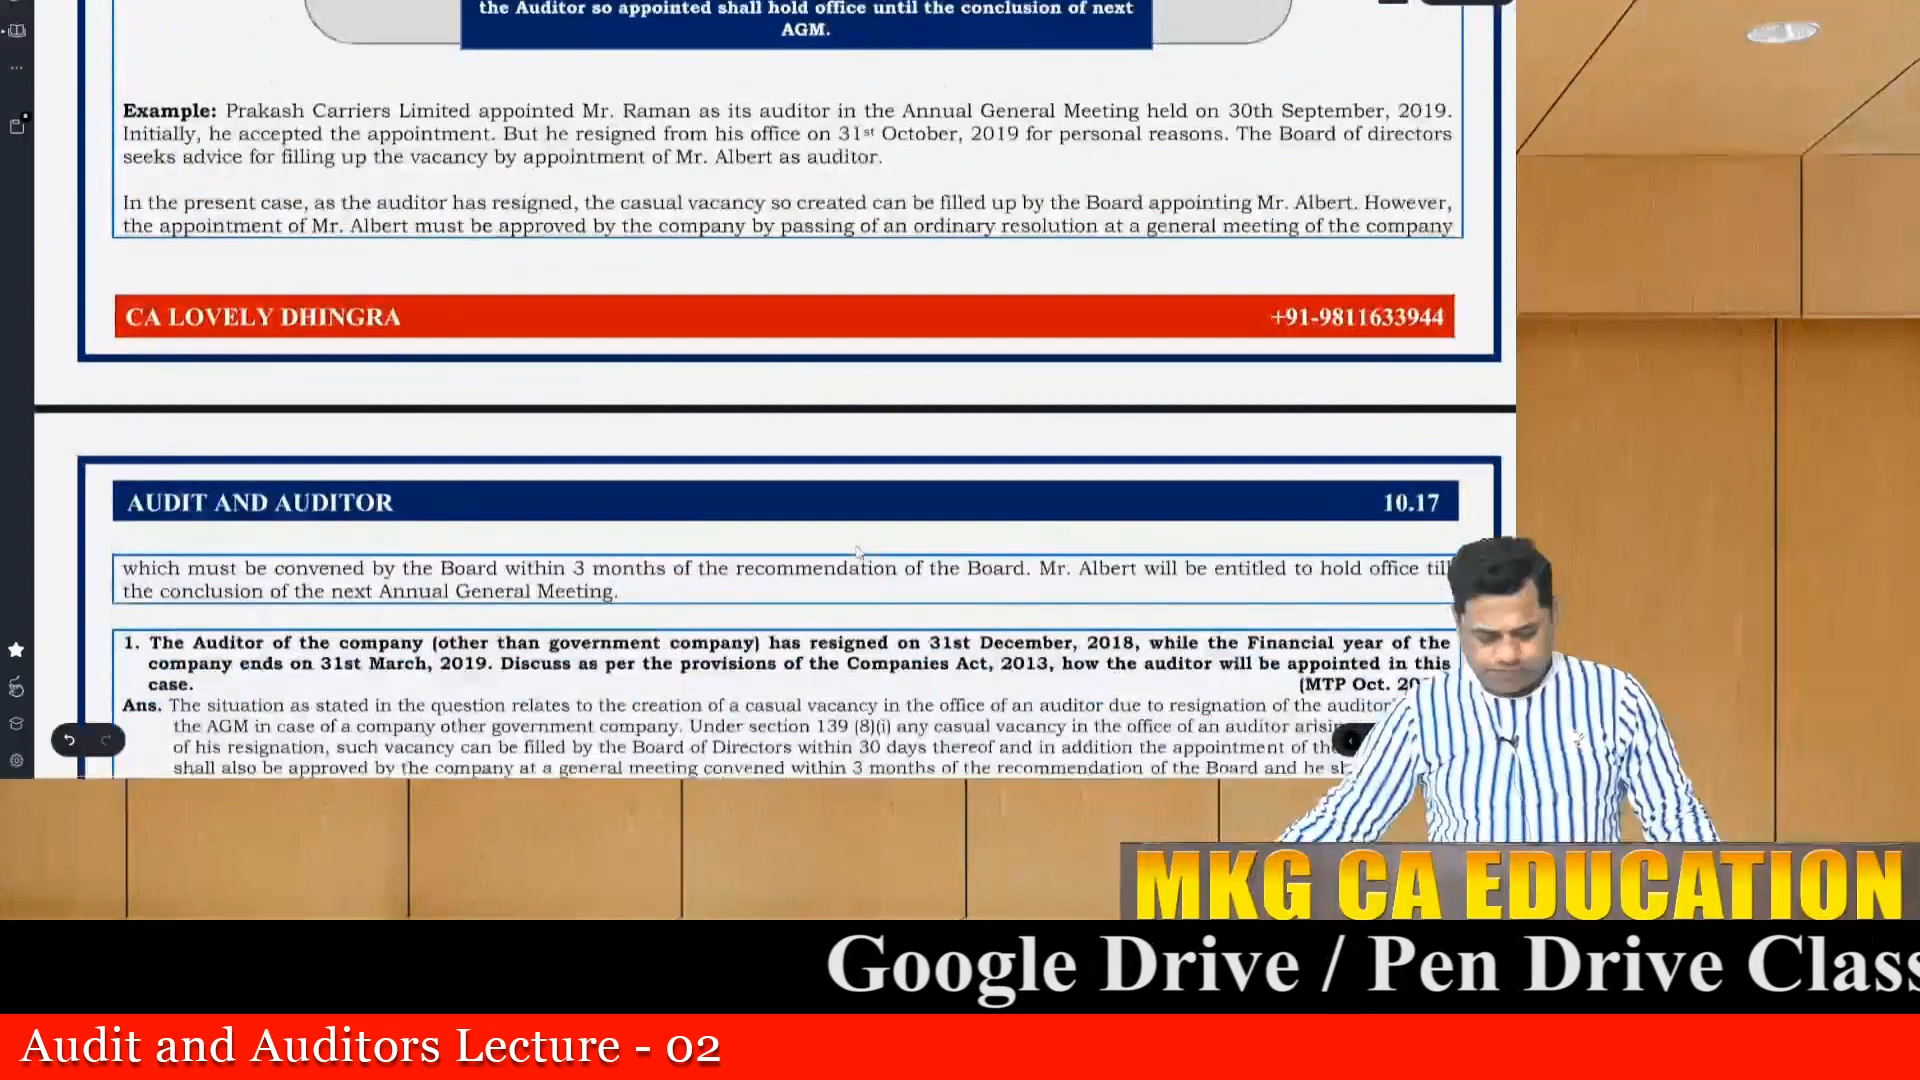 the Auditor so appointed shall hold office until the conclusion of next
AGM.
Example: Prakash Carriers Limited appointed Mr. Raman as its auditor in the Annual General Meeting held on 30th September, 2019.
Initially, he accepted the appointment. But he resigned from his office on 31st October, 2019 for personal reasons. The Board of directors
seeks advice for filling up the vacancy by appointment of Mr. Albert as auditor.
In the present case, as the auditor has resigned, the casual vacancy so created can be filled up by the Board appointing Mr. Albert. However,
the appointment of Mr. Albert must be approved by the company by passing of an ordinary resolution at a general meeting of the company
CA LOVELY DHINGRA +91-9811633944
AUDIT AND AUDITOR 10.17
which must be convened by the Board within 3 months of the recommendation of the Board. Mr. Albert will be entitled to hold office till
the conclusion of the next Annual General Meeting.
1. The Auditor of the company (other than government company) has resigned on 31st December, 2018, while the Financial year of the
company ends on 31st March, 2019. Discuss as per the provisions of the Companies Act, 2013, how the auditor will be appointed in this
case. (MTP Oct.
Ans. The situation as stated in the question relates to the creation of a casual vacancy in the office of an auditor due to resignation of the auditor
the AGM in case of a company other government company. Under section 139 (8)(i) any casual vacancy in the office of an auditor
of his resignation, such vacancy can be filled by the Board of Directors within 30 days thereof and in addition the appointment of the
shall also be approved by the company at a general meeting convened within 3 months of the recommendation of the Board and he
MKG CA EDUCATION
Google Drive / Pen Drive Class
Audit and Auditors Lecture - 02